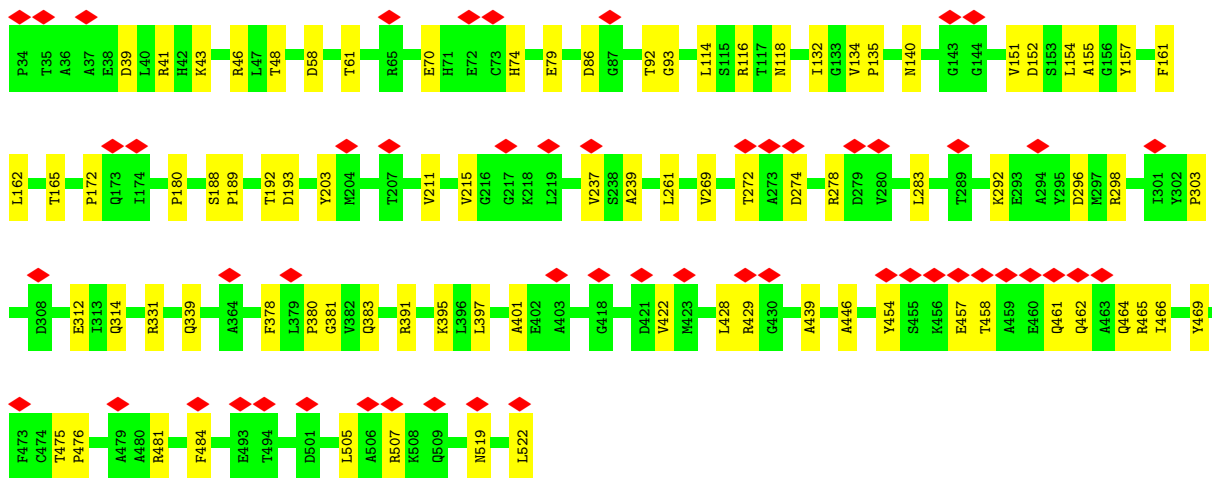 P34 T35 A36 A37 E38 D39 L40 R41 H42 K43 R46 L47 T48 D58 T61 R65 E70 H71 E72 C73 H74 E79 D86 G87 T92 G93 L114 S115 R116 T117 N118 I132 G133 V134 P135 N140 G143 G144 V151 D152 S153 L154 A155 G156 Y157 F161
L162 T165 P172 Q173 I174 P180 S188 P189 T192 D193 Y203 M204 T207 V211 V215 G216 G217 K218 L219 V237 S238 A239 L261 V269 T272 A273 D274 R278 D279 V280 L283 T289 K292 E293 A294 Y295 D296 M297 R298 I301 Y302 P303
D308 E312 I313 Q314 R331 Q339 A364 F378 L379 P380 G381 V382 Q383 R391 K395 L396 L397 A401 E402 A403 G418 D421 V422 M423 L428 R429 G430 A439 A446 Y454 S455 K456 E457 T458 A459 E460 Q461 Q462 A463 Q464 R465 I466 Y469
F473 C474 T475 P476 A479 A480 R481 F484 E493 T494 D501 L505 A506 R507 K508 Q509 N519 L522